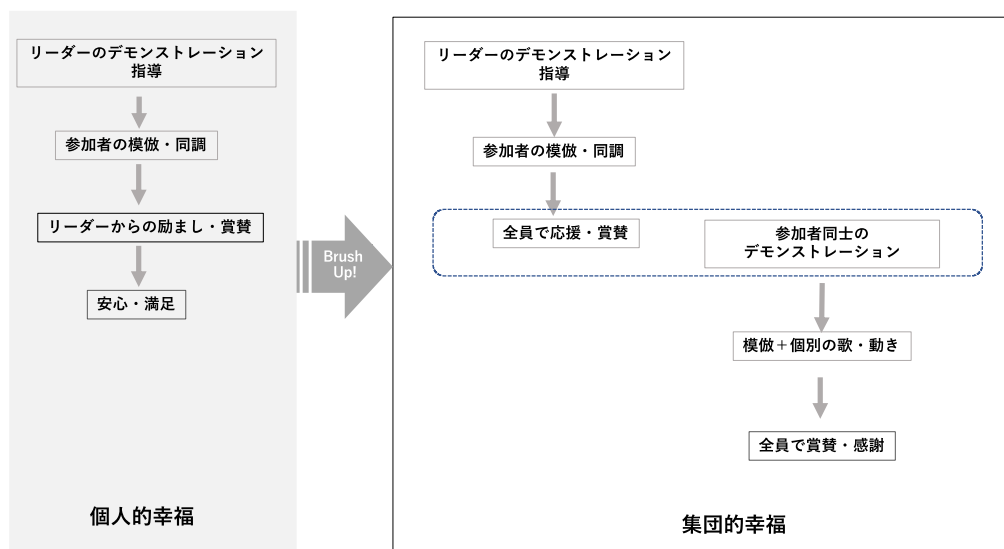 リーダーのデモンストレーション
指導
参加者の模倣・同調
リーダーからの励まし・賞賛
安心・満足
個人的幸福
Brush
Up!
リーダーのデモンストレーション
指導
参加者の模倣・同調
全員で応援・賞賛
参加者同士の
デモンストレーション
模倣＋個別の歌・動き
全員で賞賛・感謝
集団的幸福